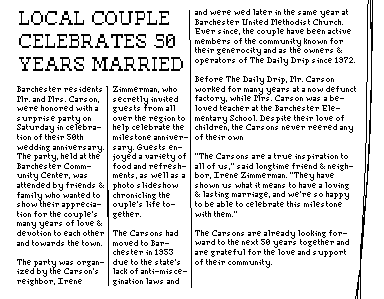 LOCAL COUPLE
CELEBRATES 50
YEARS MARRIED
Barchester residents
Mr. and Mrs. Carson,
were honored with a
surprise party on
Saturday in celebra-
tion of their 50th
wedding anniversary.
The party, held at the
Barchester Comm-
unity Center, was
attended by friends &
family who wanted to
show their apprecia-
tion for the couple's
many years of love &
devotion to each other
and towards the town.
The party was organ-
ized by the Carson's
neighbor, Irene
Zimmerman, who
secretly invited
guests from all
over the region to
help celebrate the
milestone anniver-
sary. Guests en-
joyed a variety of
food and refresh-
ments, as well as a
photo slideshow
chronicling the
couple's life to-
gether.
The Carsons had
moved to Bar-
chester in 1953
due to the state's
lack of anti-misce-
gination laws and
and were wed later in the same year at
Barchester United Methodist Church.
Ever since, the couple have been active
members of the community known for
their generocity and as the owners &
operators of The Daily Drip since 1972.
Before The Daily Drip, Mr. Carson
worked for many years at a now defunct
factory, while Mrs. Carson was a be-
loved teacher at the Barchester Ele-
mentary School. Despite their love of
children, the Carsons never reered any
of their own
"The Carsons are a true inspiration to
all of us," said longtime friend & neigh-
bor, Irene Zimmerman. "They have
shown us what it means to have a loving
& lasting marriage, and we're so happy
to be able to celebrate this milestone
with them."
The Carsons are already looking for-
ward to the next 50 years together and
are grateful for the love and support
of their community.